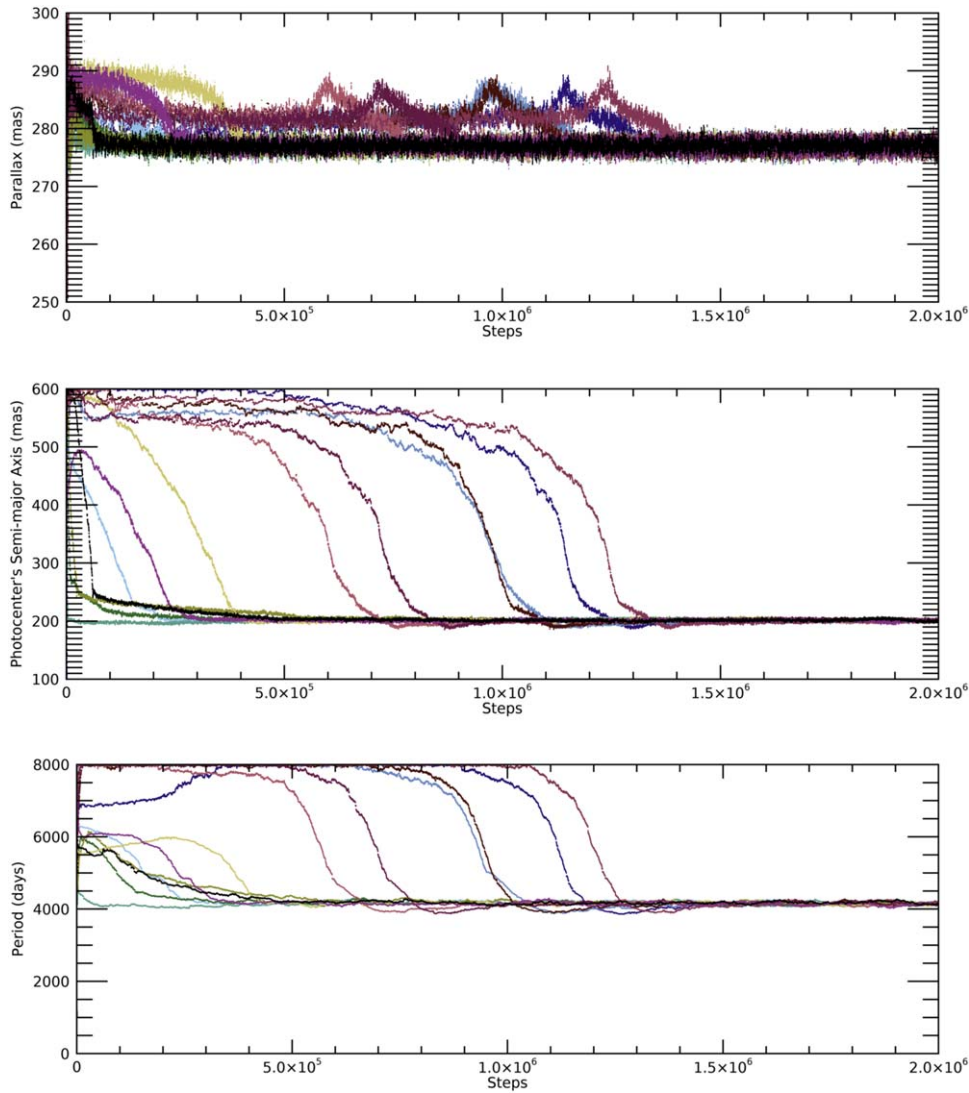 300
290
280
270
260
250
Parallax (mas)
0 5.0×10⁵ 1.0×10⁶ 1.5×10⁶ 2.0×10⁶
Steps
600
500
400
300
200
100
Photocenter's Semi-major Axis (mas)
0 5.0×10⁵ 1.0×10⁶ 1.5×10⁶ 2.0×10⁶
Steps
8000
6000
4000
2000
0
Period (days)
0 5.0×10⁵ 1.0×10⁶ 1.5×10⁶ 2.0×10⁶
Steps